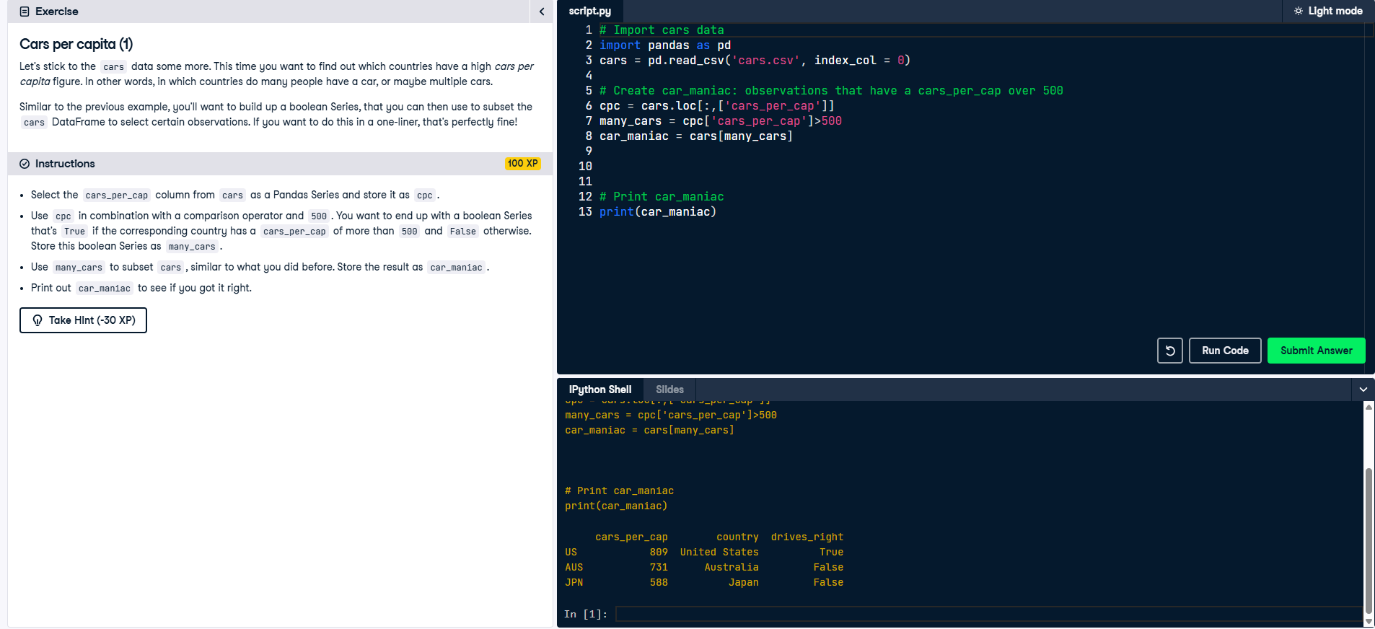 Exercise
Cars per capita (1)
Let's stick to the cars data some more. This time you want to find out which countries have a high cars per
capita figure. In other words, in which countries do many people have a car, or maybe multiple cars.
Similar to the previous example, you'll want to build up a boolean Series, that you can then use to subset the
cars DataFrame to select certain observations. If you want to do this in a one-liner, that's perfectly fine!
Instructions
100 XP
Select the cars_per_cap column from cars as a Pandas Series and store it as cpc.
Use cpc in combination with a comparison operator and 500. You want to end up with a boolean Series
that's True if the corresponding country has a cars_per_cap of more than 500 and False otherwise.
Store this boolean Series as many_cars.
Use many_cars to subset cars, similar to what you did before. Store the result as car_maniac.
Print out car_maniac to see if you got it right.
Take Hint (-30 XP)
script.py
Light mode
1 # Import cars data
2 import pandas as pd
3 cars = pd.read_csv('cars.csv', index_col = 0)
4
5 # Create car_maniac: observations that have a cars_per_cap over 500
6 cpc = cars.loc[:,['cars_per_cap']]
7 many_cars = cpc['cars_per_cap']>500
8 car_maniac = cars[many_cars]
9
10
11
12 # Print car_maniac
13 print(car_maniac)
Run Code
Submit Answer
IPython Shell
Slides
cpc = cars.loc[:,['cars_per_cap']]
many_cars = cpc['cars_per_cap']>500
car_maniac = cars[many_cars]
# Print car_maniac
print(car_maniac)
cars_per_cap country drives_right
US 809 United States True
AUS 731 Australia False
JPN 588 Japan False
In [1]: